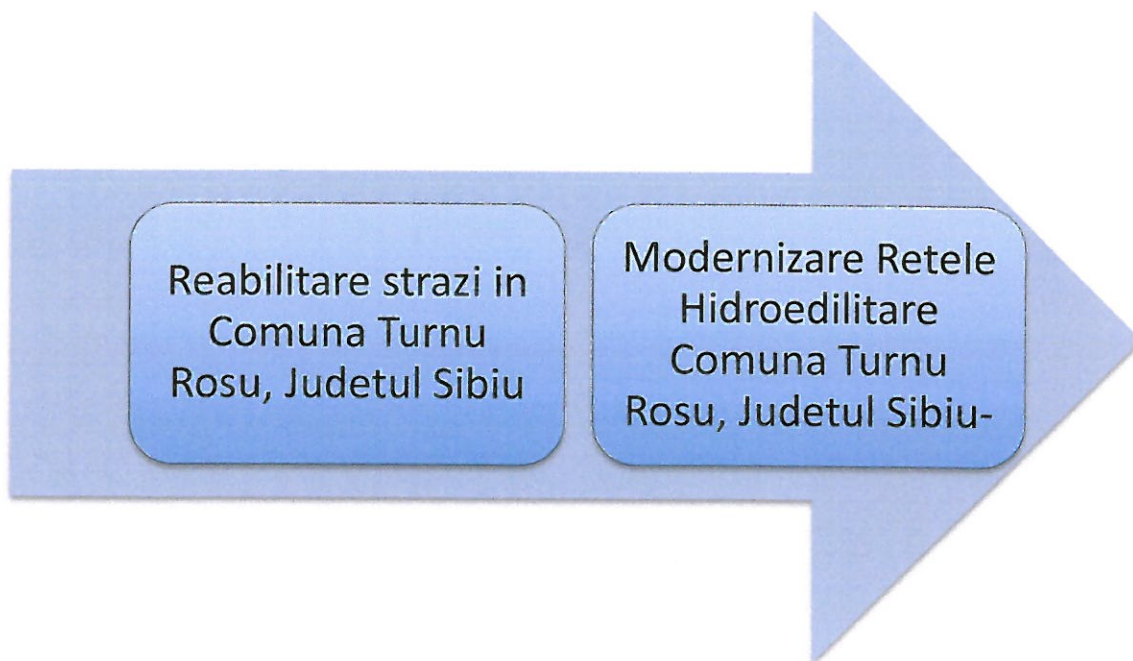 Reabilitare strazi in
Comuna Turnu
Rosu, Judetul Sibiu
Modernizare Retele
Hidroedilitare
Comuna Turnu
Rosu, Judetul Sibiu-